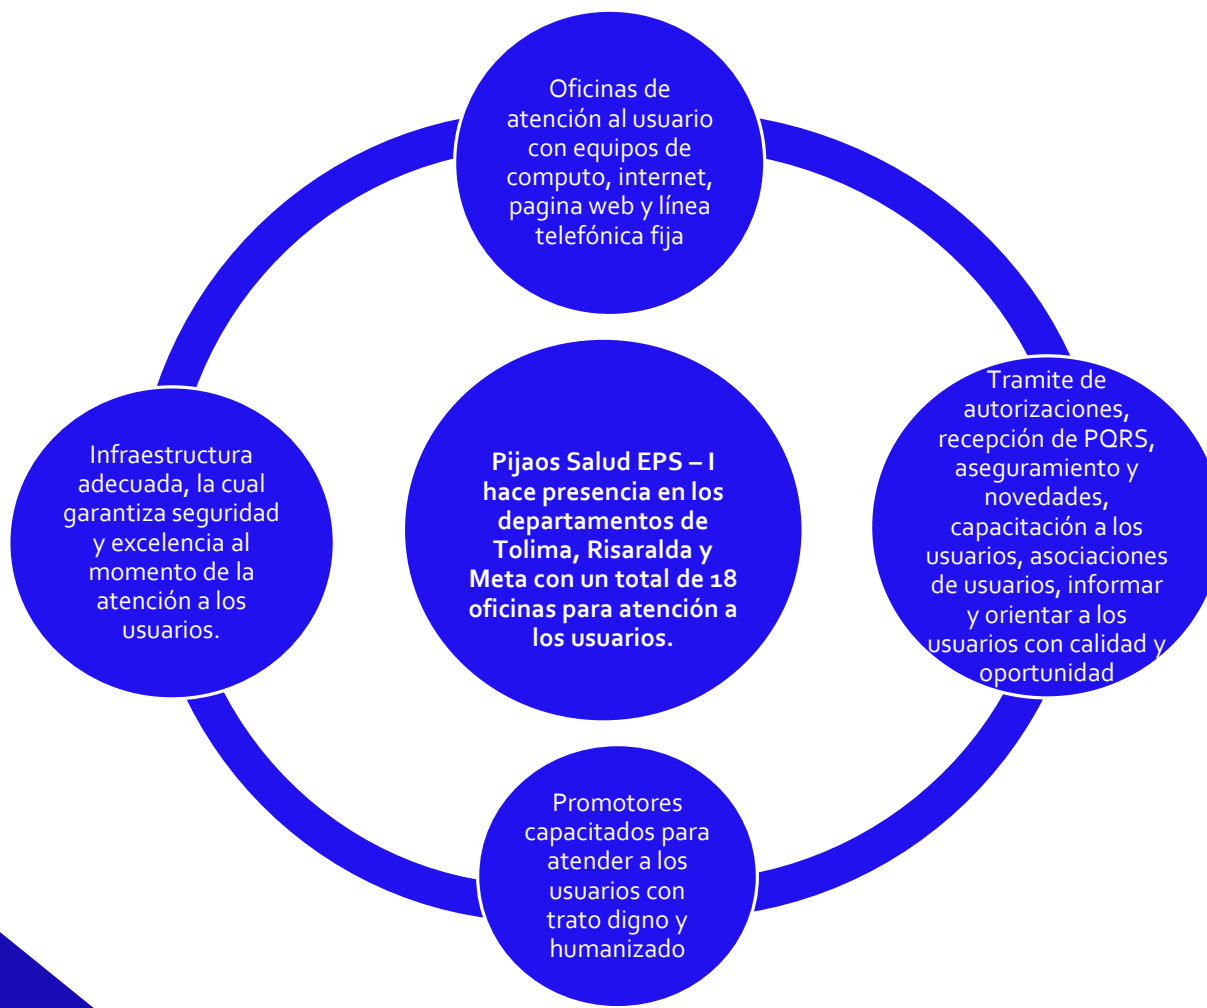 Oficinas de
atención al usuario
con equipos de
computo, internet,
pagina web y línea
telefónica fija
Tramite de
autorizaciones,
recepción de PQRS,
aseguramiento y
novedades,
capacitación a los
usuarios, asociaciones
de usuarios, informar
y orientar a los
usuarios con calidad y
oportunidad
Infraestructura
adecuada, la cual
garantiza seguridad
y excelencia al
momento de la
atención a los
usuarios.
Pijaos Salud EPS – I
hace presencia en los
departamentos de
Tolima, Risaralda y
Meta con un total de 18
oficinas para atención a
los usuarios.
Promotores
capacitados para
atender a los
usuarios con
trato digno y
humanizado